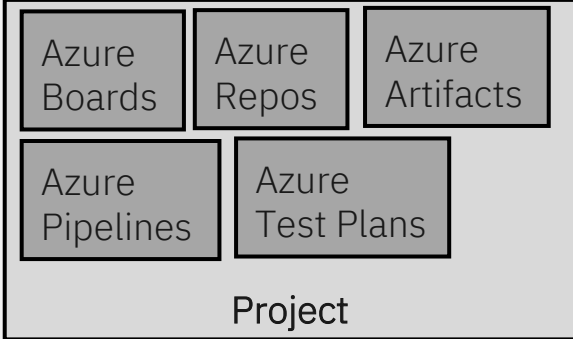 Azure
Boards
Azure
Repos
Azure
Artifacts
Azure
Pipelines
Azure
Test Plans
Project